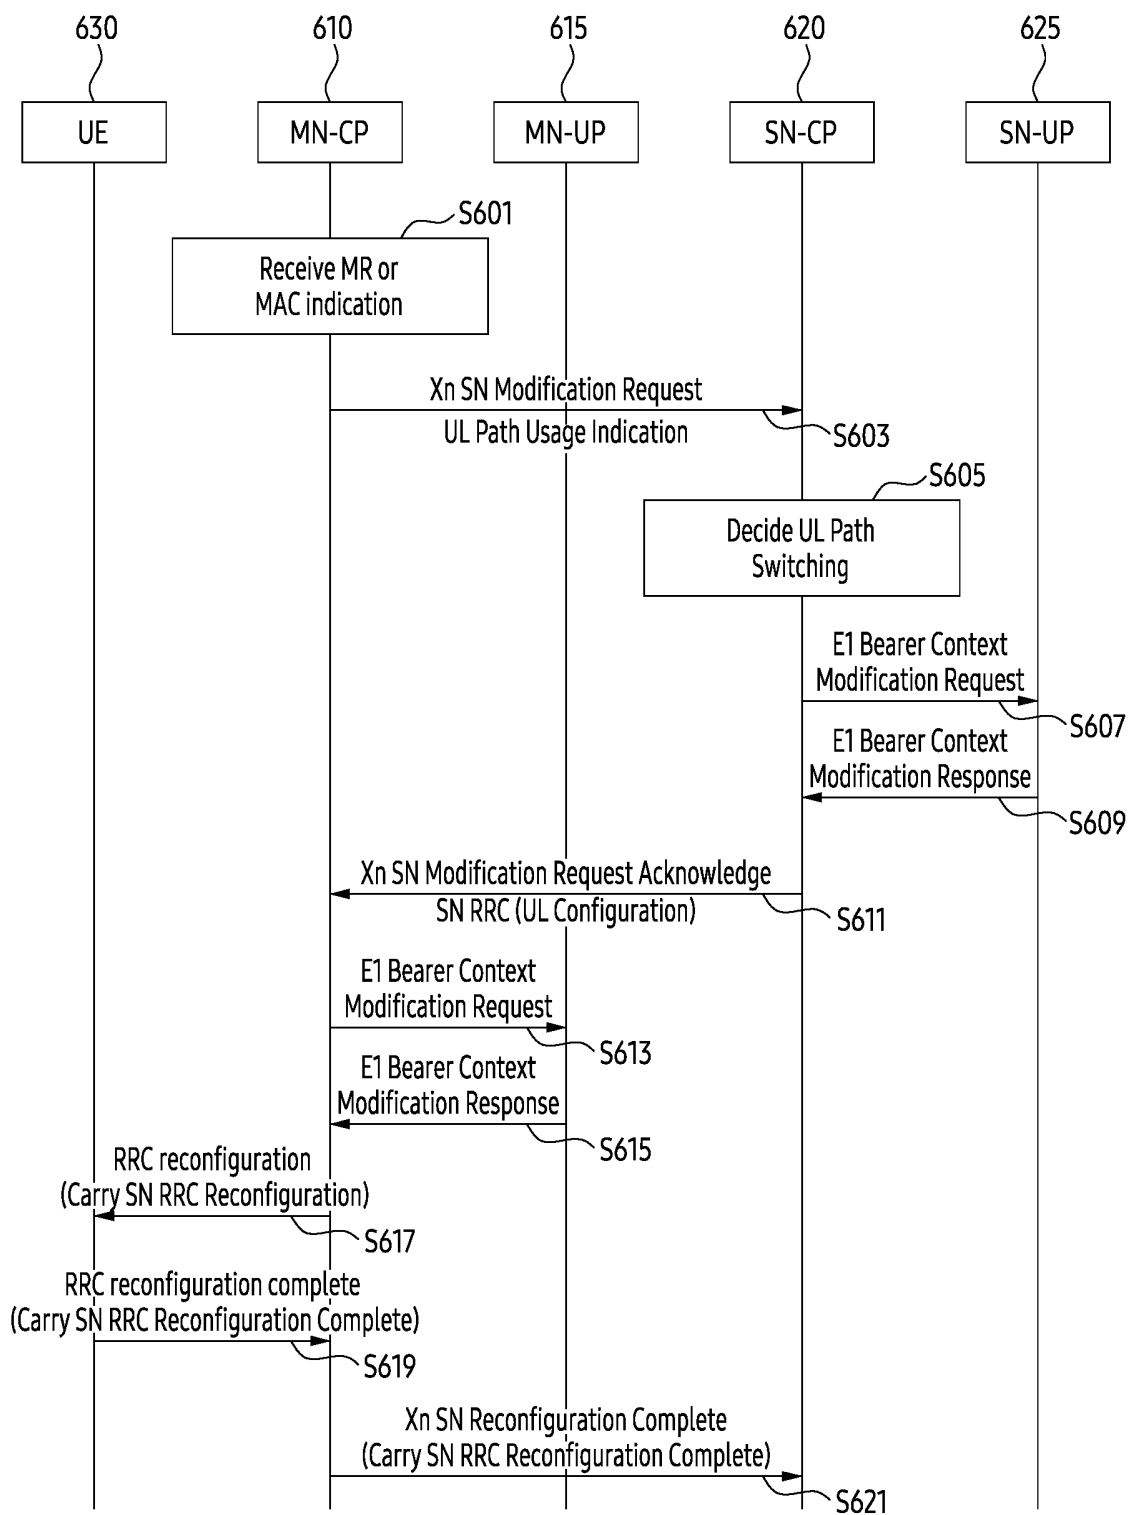 630
610
615
620
625
UE
MN-CP
MN-UP
SN-CP
SN-UP
S601
Receive MR or
MAC indication
Xn SN Modification Request
UL Path Usage Indication
S603
S605
Decide UL Path
Switching
E1 Bearer Context
Modification Request
S607
E1 Bearer Context
Modification Response
S609
Xn SN Modification Request Acknowledge
SN RRC (UL Configuration)
S611
E1 Bearer Context
Modification Request
S613
E1 Bearer Context
Modification Response
S615
RRC reconfiguration
(Carry SN RRC Reconfiguration)
S617
RRC reconfiguration complete
(Carry SN RRC Reconfiguration Complete)
S619
Xn SN Reconfiguration Complete
(Carry SN RRC Reconfiguration Complete)
S621